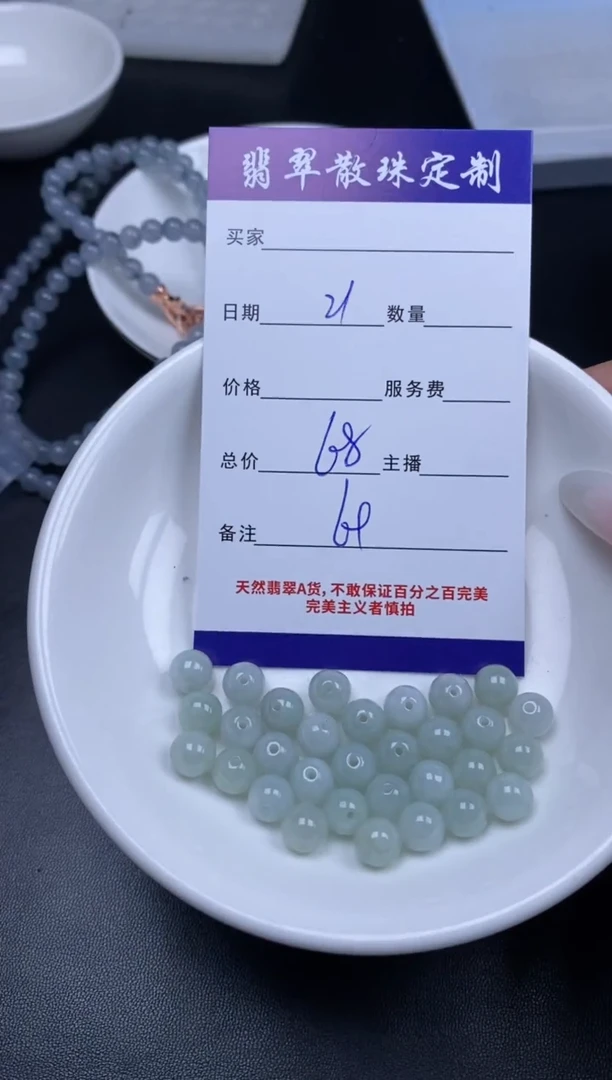 翡翠散珠定制
买家
日期 21 数量
价格 服务费
总价 68 主播
备注
天然翡翠A货,不敢保证百分之百完美
完美主义者慎拍